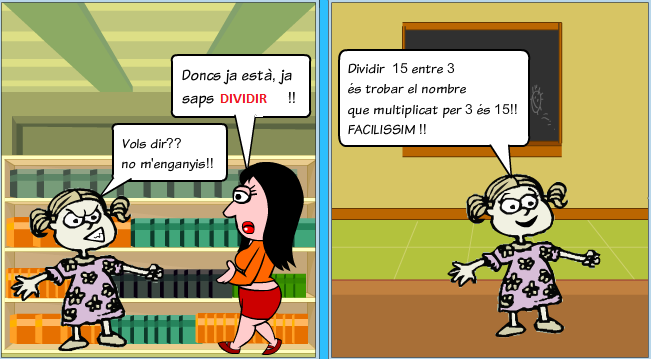 Doncs ja està, ja
saps DIVIDIR !!
Vols dir??
no m'enganyis!!
Dividir 15 entre 3
és trobar el nombre
que multiplicat per 3 és 15!!
FACILISSIM !!